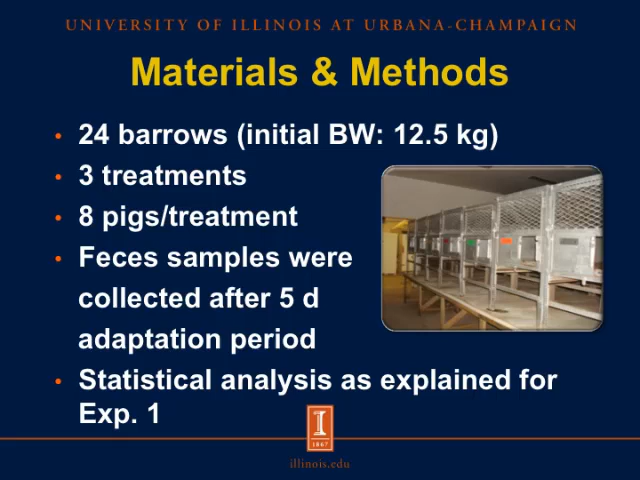 UNIVERSITY OF ILLINOIS AT URBANA-CHAMPAIGN
Materials & Methods
• 24 barrows (initial BW: 12.5 kg)
• 3 treatments
• 8 pigs/treatment
• Feces samples were
collected after 5 d
adaptation period
• Statistical analysis as explained for
Exp. 1
I
1867
illinois.edu